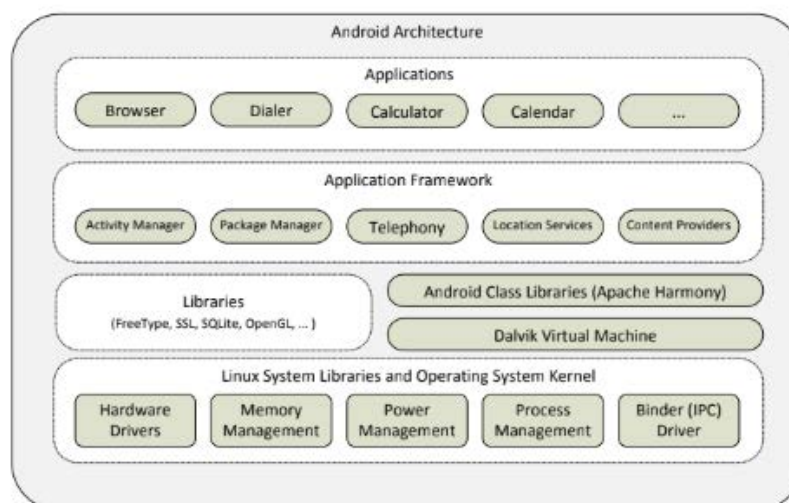 Android Architecture
Applications
Browser
Dialer
Calculator
Calendar
...
Application Framework
Activity Manager
Package Manager
Telephony
Location Services
Content Providers
Libraries
(FreeType, SSL, SQLite, OpenGL, ... )
Android Class Libraries (Apache Harmony)
Dalvik Virtual Machine
Linux System Libraries and Operating System Kernel
Hardware
Drivers
Memory
Management
Power
Management
Process
Management
Binder (IPC)
Driver